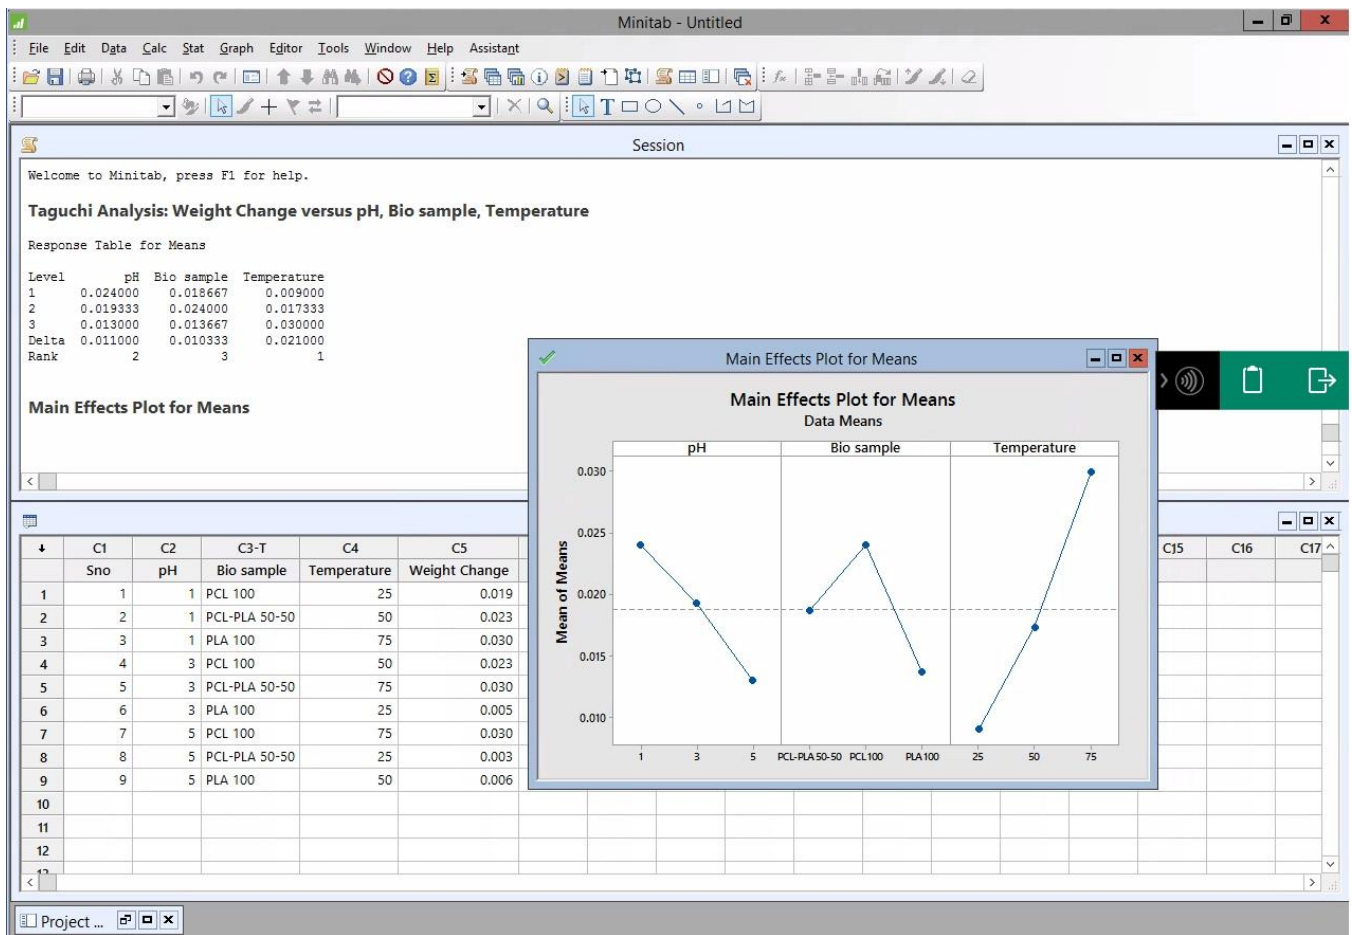 Minitab - Untitled
File Edit Data Calc Stat Graph Editor Tools Window Help Assistant
Session
Welcome to Minitab, press F1 for help.
Taguchi Analysis: Weight Change versus pH, Bio sample, Temperature
Response Table for Means
Level pH Bio sample Temperature
1 0.024000 0.018667 0.009000
2 0.019333 0.024000 0.017333
3 0.013000 0.013667 0.030000
Delta 0.011000 0.010333 0.021000
Rank 2 3 1
Main Effects Plot for Means
Main Effects Plot for Means
Main Effects Plot for Means
Data Means
pH Bio sample Temperature
Mean of Means
0.030
0.025
0.020
0.015
0.010
1 3 5 PCL-PLA 50-50 PCL 100 PLA 100 25 50 75
C1 C2 C3-T C4 C5 C15 C16 C17
Sno pH Bio sample Temperature Weight Change
1 1 1 PCL 100 25 0.019
2 2 1 PCL-PLA 50-50 50 0.023
3 3 1 PLA 100 75 0.030
4 4 3 PCL 100 50 0.023
5 5 3 PCL-PLA 50-50 75 0.030
6 6 3 PLA 100 25 0.005
7 7 5 PCL 100 75 0.030
8 8 5 PCL-PLA 50-50 25 0.003
9 9 5 PLA 100 50 0.006
10
11
12
Project ...